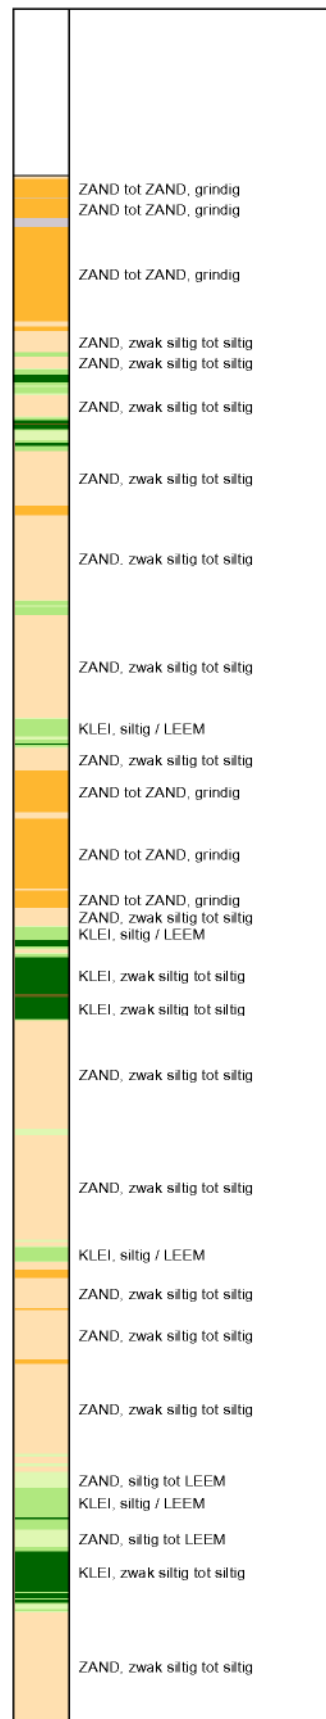 ZAND tot ZAND, grindig
ZAND tot ZAND, grindig
ZAND tot ZAND, grindig
ZAND, zwak siltig tot siltig
ZAND, zwak siltig tot siltig
ZAND, zwak siltig tot siltig
ZAND, zwak siltig tot siltig
ZAND. zwak siltig tot siltig
ZAND, zwak siltig tot siltig
KLEI, siltig / LEEM
ZAND, zwak siltig tot siltig
ZAND tot ZAND, grindig
ZAND tot ZAND, grindig
ZAND tot ZAND, grindig
ZAND, zwak siltig tot siltig
KLEI, siltig / LEEM
KLEI, zwak siltig tot siltig
KLEI, zwak siltig tot siltig
ZAND, zwak siltig tot siltig
ZAND, zwak siltig tot siltig
KLEI, siltig / LEEM
ZAND, zwak siltig tot siltig
ZAND, zwak siltig tot siltig
ZAND, zwak siltig tot siltig
ZAND, siltig tot LEEM
KLEI, siltig / LEEM
ZAND, siltig tot LEEM
KLEI, zwak siltig tot siltig
ZAND, zwak siltig tot siltig